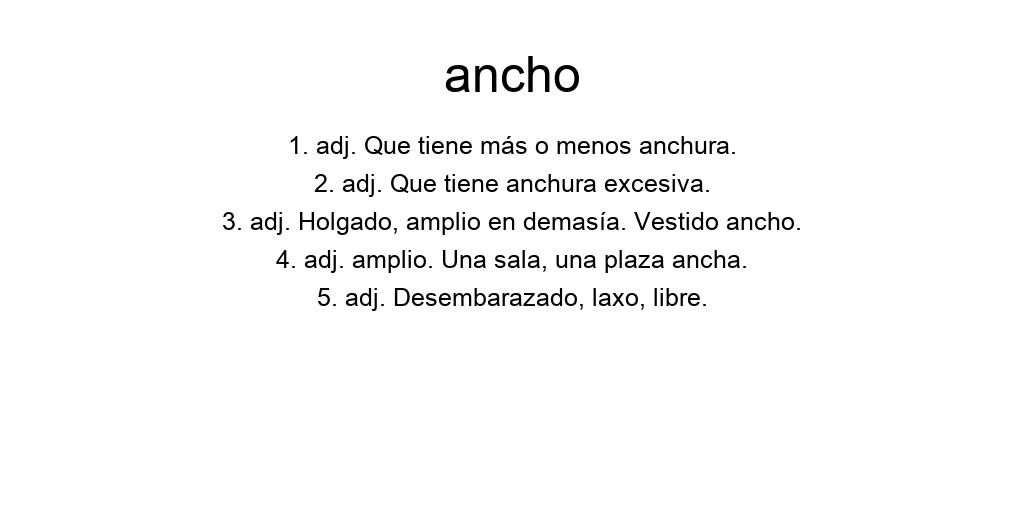 ancho
1. adj. Que tiene más o menos anchura.
2. adj. Que tiene anchura excesiva.
3. adj. Holgado, amplio en demasía. Vestido ancho.
4. adj. amplio. Una sala, una plaza ancha.
5. adj. Desembarazado, laxo, libre.